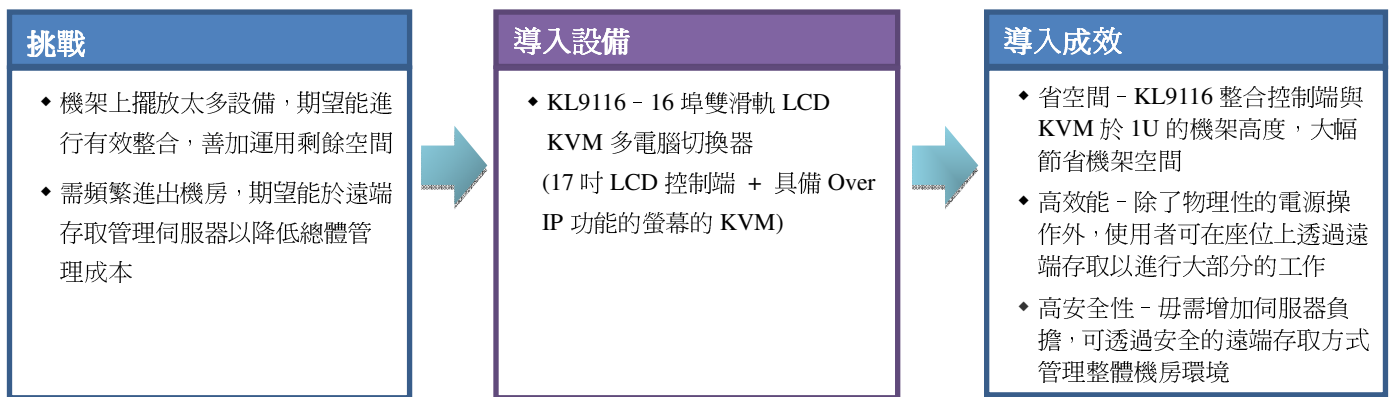 挑戰
◆ 機架上擺放太多設備，期望能進
行有效整合，善加運用剩餘空間
◆ 需頻繁進出機房，期望能於遠端
存取管理伺服器以降低總體管
理成本
導入設備
◆ KL9116 - 16 埠雙滑軌 LCD
KVM 多電腦切換器
(17 吋 LCD 控制端 + 具備 Over
IP 功能的螢幕的 KVM)
導入成效
◆ 省空間 - KL9116 整合控制端與
KVM 於 1U 的機架高度，大幅
節省機架空間
◆ 高效能 - 除了物理性的電源操
作外，使用者可在座位上透過遠
端存取以進行大部分的工作
◆ 高安全性 - 毋需增加伺服器負
擔，可透過安全的遠端存取方式
管理整體機房環境